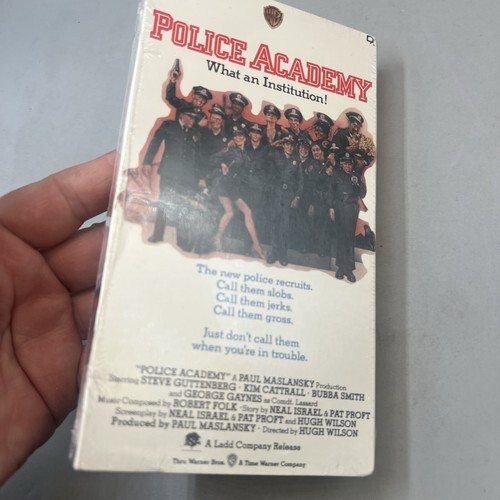 POLICE ACADEMY
What an Institution!
The new police recruits.
Call them slobs.
Call them jerks.
Call them gross.
Just don't call them
when you're in trouble.
"POLICE ACADEMY" A PAUL MASLANSKY Production
Starring STEVE GUTTENBERG · KIM CATTRALL · BUBBA SMITH
and GEORGE GAYNES as Comdt. Lassard
Music Composed by ROBERT FOLK · Story by NEAL ISRAEL & PAT PROFT
Screenplay by NEAL ISRAEL & PAT PROFT and HUGH WILSON
Produced by PAUL MASLANSKY · Directed by HUGH WILSON
A Ladd Company Release
Thru Warner Bros. A Time Warner Company